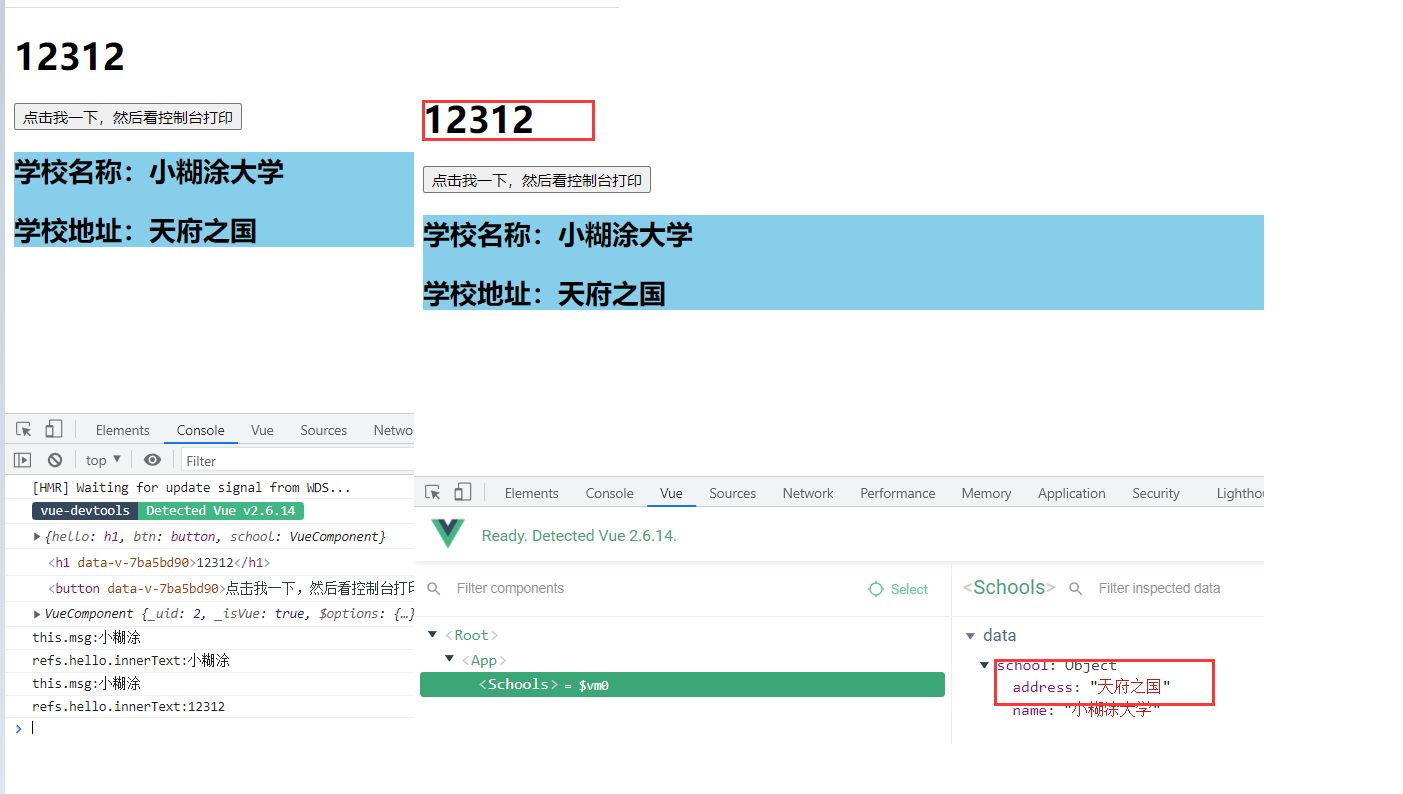 12312
点击我一下，然后看控制台打印
学校名称：小糊涂大学
学校地址：天府之国
Elements Console Vue Sources Netwo
top ▼ Filter
[HMR] Waiting for update signal from WDS...
vue-devtools Detected Vue v2.6.14
▶{hello: h1, btn: button, school: VueComponent}
<h1 data-v-7ba5bd90>12312</h1>
<button data-v-7ba5bd90>点击我一下，然后看控制台打印
▶VueComponent {_uid: 2, _isVue: true, $options: {…}
this.msg:小糊涂
refs.hello.innerText:小糊涂
this.msg:小糊涂
refs.hello.innerText:12312
12312
点击我一下，然后看控制台打印
学校名称：小糊涂大学
学校地址：天府之国
Elements Console Vue Sources Network Performance Memory Application Security Lighthou
Ready. Detected Vue 2.6.14.
Filter components Select
▼ <Root>
▼ <App>
<Schools> = $vm0
<Schools> Filter inspected data
▼ data
▼ school: Object
address: "天府之国"
name: "小糊涂大学"